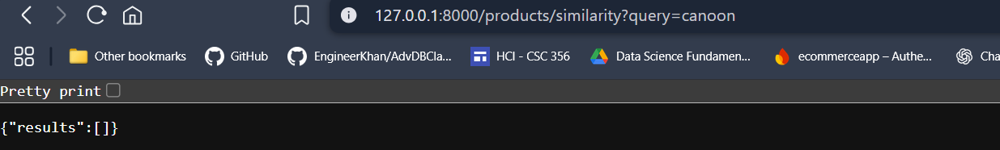 127.0.0.1:8000/products/similarity?query=canoon
Other bookmarks GitHub EngineerKhan/AdvDBCla... HCI - CSC 356 Data Science Fundamen... ecommerceapp – Authe... Cha
Pretty print
{"results":[]}